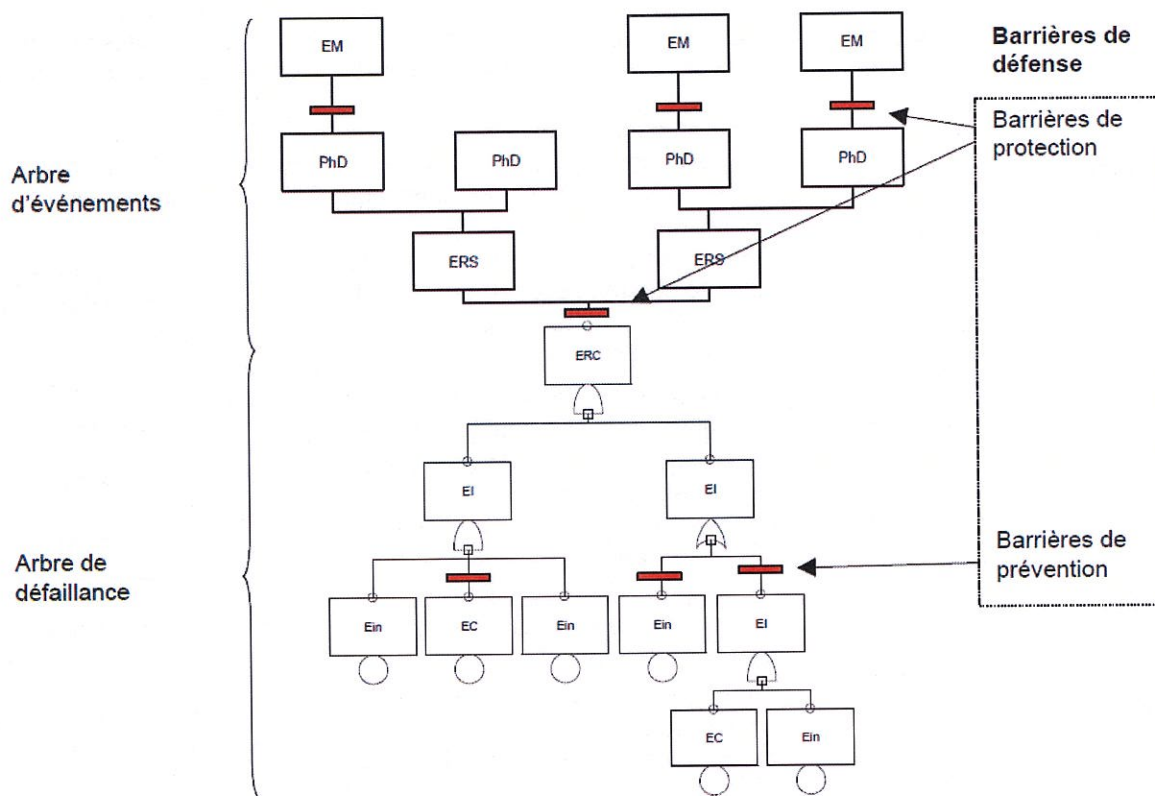 EM
EM
EM
Barrières de
défense
PhD
PhD
PhD
PhD
Barrières de
protection
Arbre
d'événements
ERS
ERS
ERC
EI
EI
Arbre de
défaillance
Barrières de
prévention
Ein
EC
Ein
Ein
EI
EC
Ein